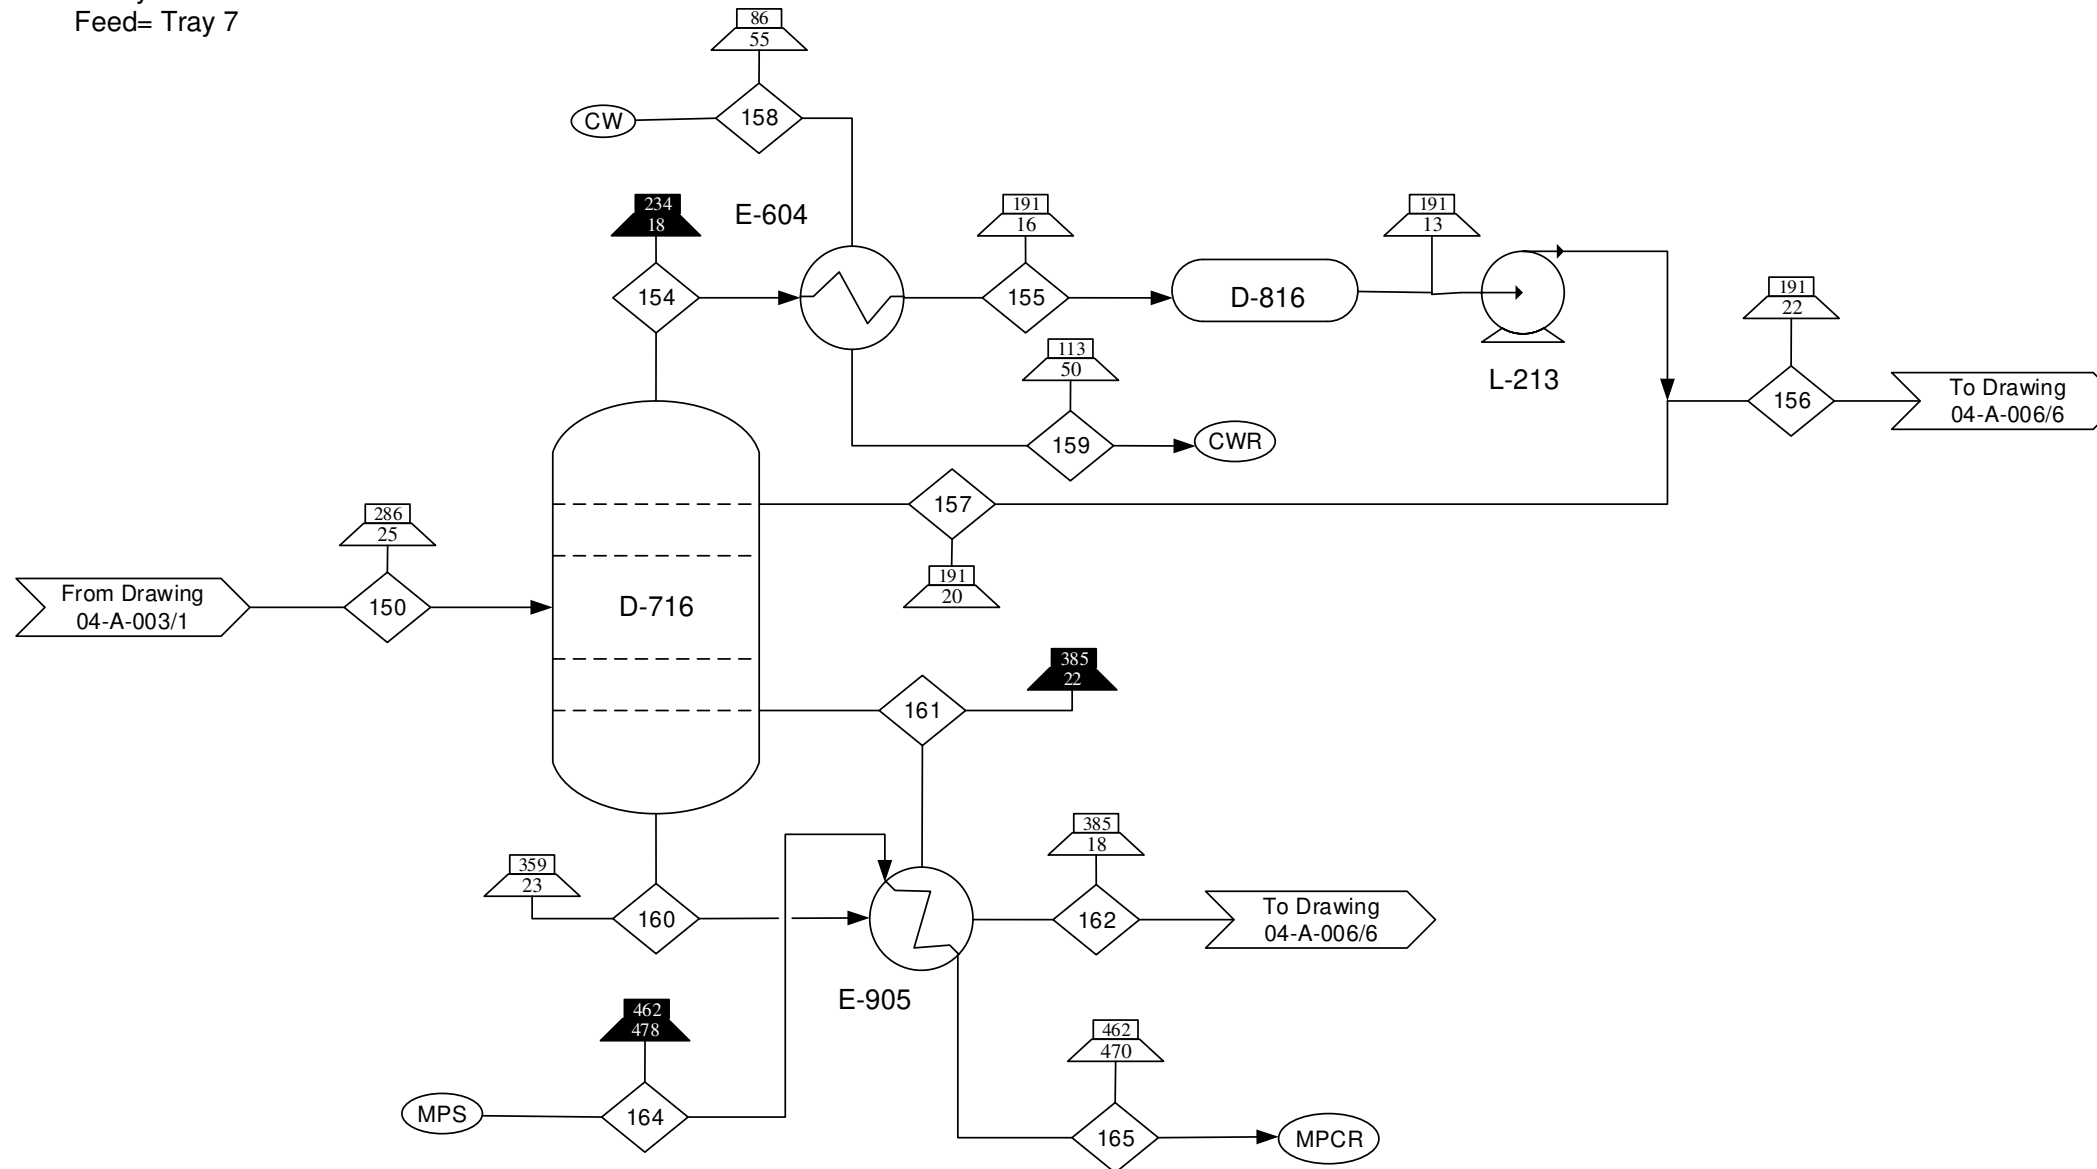 Feed= Tray 7
86
55
CW
158
234
18
E-604
191
16
191
13
154
155
D-816
191
22
113
50
L-213
156
To Drawing
04-A-006/6
159
CWR
286
25
157
191
20
From Drawing
04-A-003/1
150
D-716
385
22
161
359
23
385
18
160
162
To Drawing
04-A-006/6
E-905
462
478
462
470
MPS
164
165
MPCR